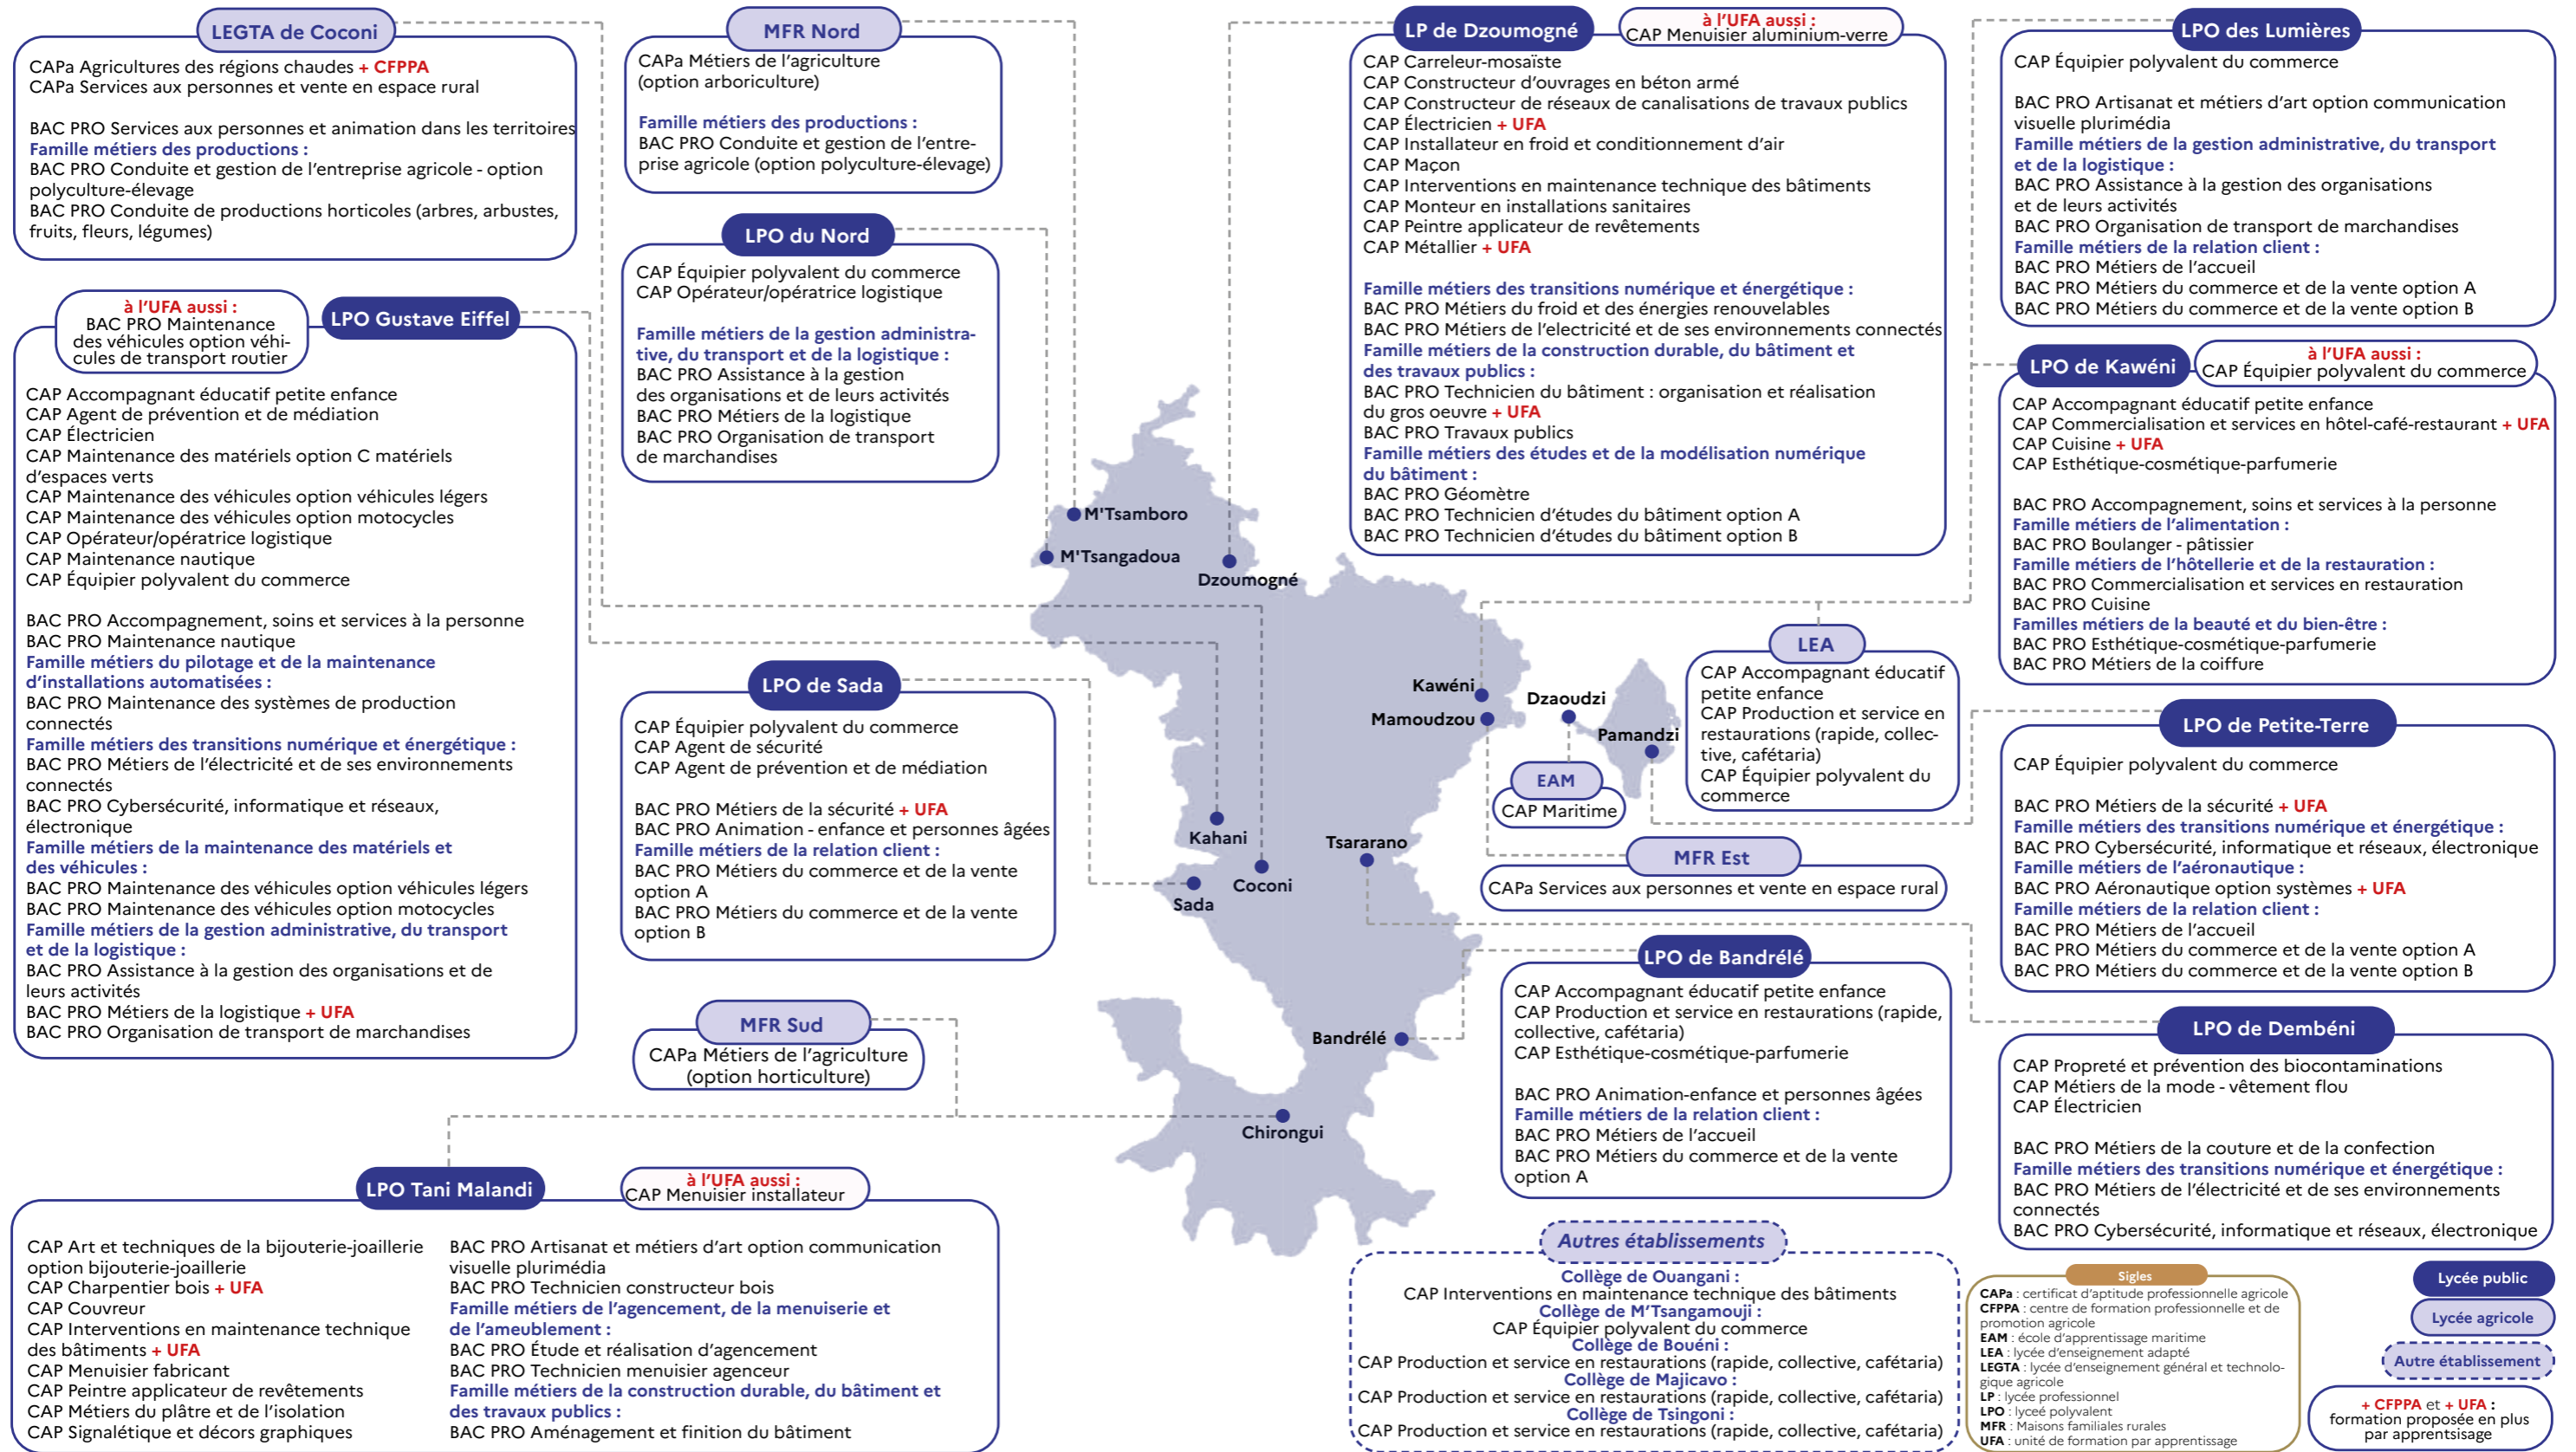 LEGTA de Coconi
CAPa Agricultures des régions chaudes + CFPPA
CAPa Services aux personnes et vente en espace rural
BAC PRO Services aux personnes et animation dans les territoires
Famille métiers des productions :
BAC PRO Conduite et gestion de l'entreprise agricole - option
polyculture-élevage
BAC PRO Conduite de productions horticoles (arbres, arbustes,
fruits, fleurs, légumes)
à l'UFA aussi :
BAC PRO Maintenance
des véhicules option véhi-
cules de transport routier
LPO Gustave Eiffel
CAP Accompagnant éducatif petite enfance
CAP Agent de prévention et de médiation
CAP Électricien
CAP Maintenance des matériels option C matériels
d'espaces verts
CAP Maintenance des véhicules option véhicules légers
CAP Maintenance des véhicules option motocycles
CAP Opérateur/opératrice logistique
CAP Maintenance nautique
CAP Équipier polyvalent du commerce
BAC PRO Accompagnement, soins et services à la personne
BAC PRO Maintenance nautique
Famille métiers du pilotage et de la maintenance
d'installations automatisées :
BAC PRO Maintenance des systèmes de production
connectés
Famille métiers des transitions numérique et énergétique :
BAC PRO Métiers de l'électricité et de ses environnements
connectés
BAC PRO Cybersécurité, informatique et réseaux,
électronique
Famille métiers de la maintenance des matériels et
des véhicules :
BAC PRO Maintenance des véhicules option véhicules légers
BAC PRO Maintenance des véhicules option motocycles
Famille métiers de la gestion administrative, du transport
et de la logistique :
BAC PRO Assistance à la gestion des organisations et de
leurs activités
BAC PRO Métiers de la logistique + UFA
BAC PRO Organisation de transport de marchandises
MFR Nord
CAPa Métiers de l'agriculture
(option arboriculture)
Famille métiers des productions :
BAC PRO Conduite et gestion de l'entre-
prise agricole (option polyculture-élevage)
LPO du Nord
CAP Équipier polyvalent du commerce
CAP Opérateur/opératrice logistique
Famille métiers de la gestion administra-
tive, du transport et de la logistique :
BAC PRO Assistance à la gestion
des organisations et de leurs activités
BAC PRO Métiers de la logistique
BAC PRO Organisation de transport
de marchandises
LPO de Sada
CAP Équipier polyvalent du commerce
CAP Agent de sécurité
CAP Agent de prévention et de médiation
BAC PRO Métiers de la sécurité + UFA
BAC PRO Animation - enfance et personnes âgées
Famille métiers de la relation client :
BAC PRO Métiers du commerce et de la vente
option A
BAC PRO Métiers du commerce et de la vente
option B
MFR Sud
CAPa Métiers de l'agriculture
(option horticulture)
LPO Tani Malandi
à l'UFA aussi :
CAP Menuisier installateur
CAP Art et techniques de la bijouterie-joaillerie
option bijouterie-joaillerie
CAP Charpentier bois + UFA
CAP Couvreur
CAP Interventions en maintenance technique
des bâtiments + UFA
CAP Menuisier fabricant
CAP Peintre applicateur de revêtements
CAP Métiers du plâtre et de l'isolation
CAP Signalétique et décors graphiques
BAC PRO Artisanat et métiers d'art option communication
visuelle plurimédia
BAC PRO Technicien constructeur bois
Famille métiers de l'agencement, de la menuiserie et
de l'ameublement :
BAC PRO Étude et réalisation d'agencement
BAC PRO Technicien menuisier agenceur
Famille métiers de la construction durable, du bâtiment et
des travaux publics :
BAC PRO Aménagement et finition du bâtiment
M'Tsamboro
M'Tsangadoua
Dzoumogné
Kawéni
Mamoudzou
Dzaoudzi
Pamandzi
Kahani
Coconi
Sada
Tsararano
Bandrélé
Chirongui
LP de Dzoumogné
à l'UFA aussi :
CAP Menuisier aluminium-verre
CAP Carreleur-mosaïste
CAP Constructeur d'ouvrages en béton armé
CAP Constructeur de réseaux de canalisations de travaux publics
CAP Électricien + UFA
CAP Installateur en froid et conditionnement d'air
CAP Maçon
CAP Interventions en maintenance technique des bâtiments
CAP Monteur en installations sanitaires
CAP Peintre applicateur de revêtements
CAP Métallier + UFA
Famille métiers des transitions numérique et énergétique :
BAC PRO Métiers du froid et des énergies renouvelables
BAC PRO Métiers de l'electricité et de ses environnements connectés
Famille métiers de la construction durable, du bâtiment et
des travaux publics :
BAC PRO Technicien du bâtiment : organisation et réalisation
du gros oeuvre + UFA
BAC PRO Travaux publics
Famille métiers des études et de la modélisation numérique
du bâtiment :
BAC PRO Géomètre
BAC PRO Technicien d'études du bâtiment option A
BAC PRO Technicien d'études du bâtiment option B
LEA
CAP Accompagnant éducatif
petite enfance
CAP Production et service en
restaurations (rapide, collec-
tive, cafétaria)
CAP Équipier polyvalent du
commerce
EAM
CAP Maritime
MFR Est
CAPa Services aux personnes et vente en espace rural
LPO de Bandrélé
CAP Accompagnant éducatif petite enfance
CAP Production et service en restaurations (rapide,
collective, cafétaria)
CAP Esthétique-cosmétique-parfumerie
BAC PRO Animation-enfance et personnes âgées
Famille métiers de la relation client :
BAC PRO Métiers de l'accueil
BAC PRO Métiers du commerce et de la vente
option A
Autres établissements
Collège de Ouangani :
CAP Interventions en maintenance technique des bâtiments
Collège de M'Tsangamouji :
CAP Équipier polyvalent du commerce
Collège de Bouéni :
CAP Production et service en restaurations (rapide, collective, cafétaria)
Collège de Majicavo :
CAP Production et service en restaurations (rapide, collective, cafétaria)
Collège de Tsingoni :
CAP Production et service en restaurations (rapide, collective, cafétaria)
LPO des Lumières
CAP Équipier polyvalent du commerce
BAC PRO Artisanat et métiers d'art option communication
visuelle plurimédia
Famille métiers de la gestion administrative, du transport
et de la logistique :
BAC PRO Assistance à la gestion des organisations
et de leurs activités
BAC PRO Organisation de transport de marchandises
Famille métiers de la relation client :
BAC PRO Métiers de l'accueil
BAC PRO Métiers du commerce et de la vente option A
BAC PRO Métiers du commerce et de la vente option B
LPO de Kawéni
à l'UFA aussi :
CAP Équipier polyvalent du commerce
CAP Accompagnant éducatif petite enfance
CAP Commercialisation et services en hôtel-café-restaurant + UFA
CAP Cuisine + UFA
CAP Esthétique-cosmétique-parfumerie
BAC PRO Accompagnement, soins et services à la personne
Famille métiers de l'alimentation :
BAC PRO Boulanger - pâtissier
Famille métiers de l'hôtellerie et de la restauration :
BAC PRO Commercialisation et services en restauration
BAC PRO Cuisine
Familles métiers de la beauté et du bien-être :
BAC PRO Esthétique-cosmétique-parfumerie
BAC PRO Métiers de la coiffure
LPO de Petite-Terre
CAP Équipier polyvalent du commerce
BAC PRO Métiers de la sécurité + UFA
Famille métiers des transitions numérique et énergétique :
BAC PRO Cybersécurité, informatique et réseaux, électronique
Famille métiers de l'aéronautique :
BAC PRO Aéronautique option systèmes + UFA
Famille métiers de la relation client :
BAC PRO Métiers de l'accueil
BAC PRO Métiers du commerce et de la vente option A
BAC PRO Métiers du commerce et de la vente option B
LPO de Dembéni
CAP Propreté et prévention des biocontaminations
CAP Métiers de la mode - vêtement flou
CAP Électricien
BAC PRO Métiers de la couture et de la confection
Famille métiers des transitions numérique et énergétique :
BAC PRO Métiers de l'électricité et de ses environnements
connectés
BAC PRO Cybersécurité, informatique et réseaux, électronique
Sigles
CAPa : certificat d'aptitude professionnelle agricole
CFPPA : centre de formation professionnelle et de
promotion agricole
EAM : école d'apprentissage maritime
LEA : lycée d'enseignement adapté
LEGTA : lycée d'enseignement général et technolo-
gique agricole
LP : lycée professionnel
LPO : lyceé polyvalent
MFR : Maisons familiales rurales
UFA : unité de formation par apprentissage
Lycée public
Lycée agricole
Autre établissement
+ CFPPA et + UFA :
formation proposée en plus
par apprentsisage